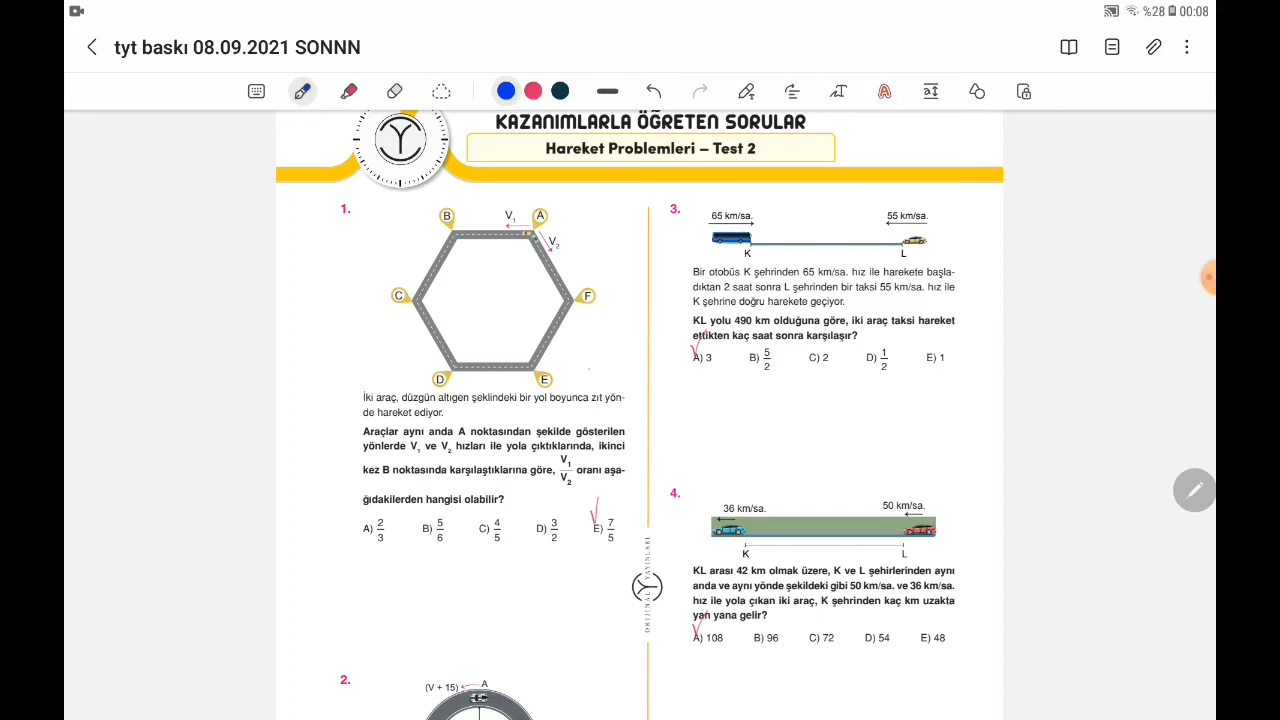 %28 00:08
tyt baskı 08.09.2021 SONNN
KAZANIMLARLA ÖĞRETEN SORULAR
Hareket Problemleri – Test 2
1.
B
V1
A
V2
C
F
D
E
İki araç, düzgün altıgen şeklindeki bir yol boyunca zıt yön-
de hareket ediyor.
Araçlar aynı anda A noktasından şekilde gösterilen
yönlerde V1 ve V2 hızları ile yola çıktıklarında, ikinci
kez B noktasında karşılaştıklarına göre, V1/V2 oranı aşa-
ğıdakilerden hangisi olabilir?
A) 2/3 B) 5/6 C) 4/5 D) 3/2 E) 7/5
2.
(V + 15)
A
ORİJİNAL YAYINLARI
3.
65 km/sa. 55 km/sa.
K L
Bir otobüs K şehrinden 65 km/sa. hız ile harekete başla-
dıktan 2 saat sonra L şehrinden bir taksi 55 km/sa. hız ile
K şehrine doğru harekete geçiyor.
KL yolu 490 km olduğuna göre, iki araç taksi hareket
ettikten kaç saat sonra karşılaşır?
A) 3 B) 5/2 C) 2 D) 1/2 E) 1
4.
36 km/sa. 50 km/sa.
K L
KL arası 42 km olmak üzere, K ve L şehirlerinden aynı
anda ve aynı yönde şekildeki gibi 50 km/sa. ve 36 km/sa.
hız ile yola çıkan iki araç, K şehrinden kaç km uzakta
yan yana gelir?
A) 108 B) 96 C) 72 D) 54 E) 48